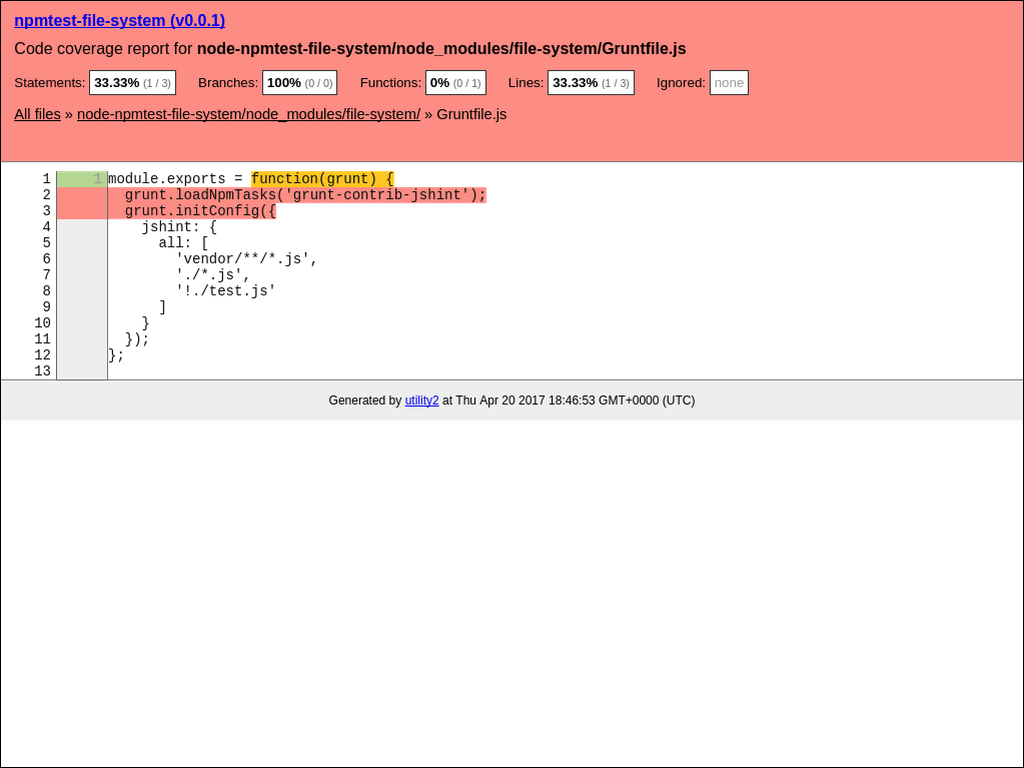 npmtest-file-system (v0.0.1)
Code coverage report for node-npmtest-file-system/node_modules/file-system/Gruntfile.js
Statements: 33.33% (1 / 3) Branches: 100% (0 / 0) Functions: 0% (0 / 1) Lines: 33.33% (1 / 3) Ignored: none
All files » node-npmtest-file-system/node_modules/file-system/ » Gruntfile.js
1 1 module.exports = function(grunt) {
2 grunt.loadNpmTasks('grunt-contrib-jshint');
3 grunt.initConfig({
4 jshint: {
5 all: [
6 'vendor/**/*.js',
7 './*.js',
8 '!./test.js'
9 ]
10 }
11 });
12 };
13
Generated by utility2 at Thu Apr 20 2017 18:46:53 GMT+0000 (UTC)